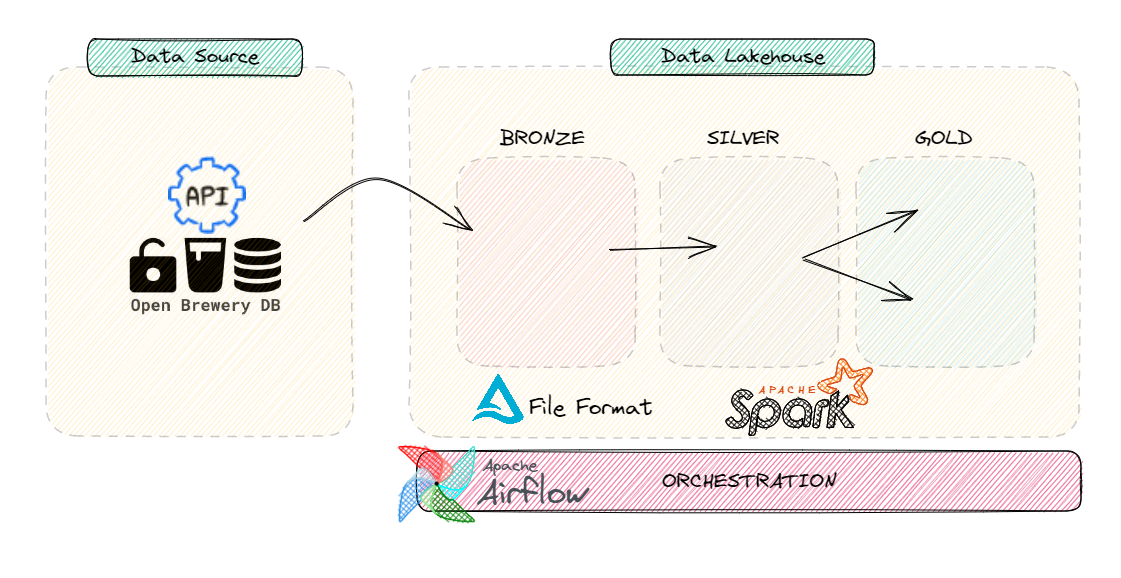 Data Source
Data Lakehouse
BRONZE
SILVER
GOLD
API
Open Brewery DB
APACHE
Spark
File Format
Apache
Airflow
ORCHESTRATION